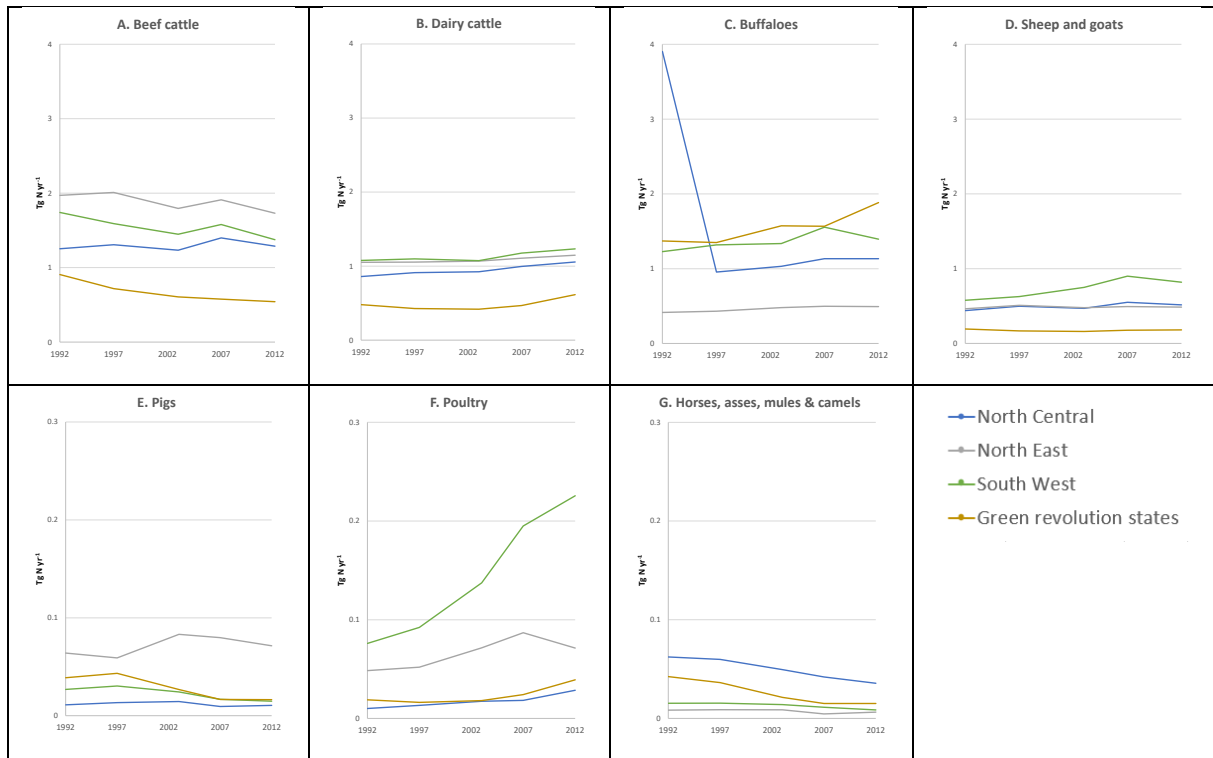 A. Beef cattle
4
3
2
1
0
Tg N yr⁻¹
1992 1997 2002 2007 2012
B. Dairy cattle
4
3
2
1
0
Tg N yr⁻¹
1992 1997 2002 2007 2012
C. Buffaloes
4
3
2
1
0
Tg N yr⁻¹
1992 1997 2002 2007 2012
D. Sheep and goats
4
3
2
1
0
Tg N yr⁻¹
1992 1997 2002 2007 2012
E. Pigs
0.3
0.2
0.1
0
Tg N yr⁻¹
1992 1997 2002 2007 2012
F. Poultry
0.3
0.2
0.1
0
Tg N yr⁻¹
1992 1997 2002 2007 2012
G. Horses, asses, mules & camels
0.3
0.2
0.1
0
Tg N yr⁻¹
1992 1997 2002 2007 2012
North Central
North East
South West
Green revolution states